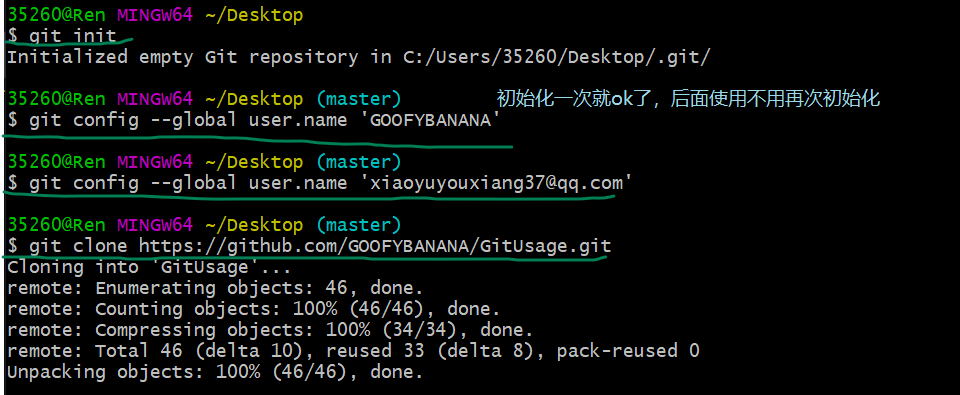 35260@Ren MINGW64 ~/Desktop
$ git init
Initialized empty Git repository in C:/Users/35260/Desktop/.git/
35260@Ren MINGW64 ~/Desktop (master) 初始化一次就ok了，后面使用不用再次初始化
$ git config --global user.name 'GOOFYBANANA'
35260@Ren MINGW64 ~/Desktop (master)
$ git config --global user.name 'xiaoyuyouxiang37@qq.com'
35260@Ren MINGW64 ~/Desktop (master)
$ git clone https://github.com/GOOFYBANANA/GitUsage.git
Cloning into 'GitUsage'...
remote: Enumerating objects: 46, done.
remote: Counting objects: 100% (46/46), done.
remote: Compressing objects: 100% (34/34), done.
remote: Total 46 (delta 10), reused 33 (delta 8), pack-reused 0
Unpacking objects: 100% (46/46), done.